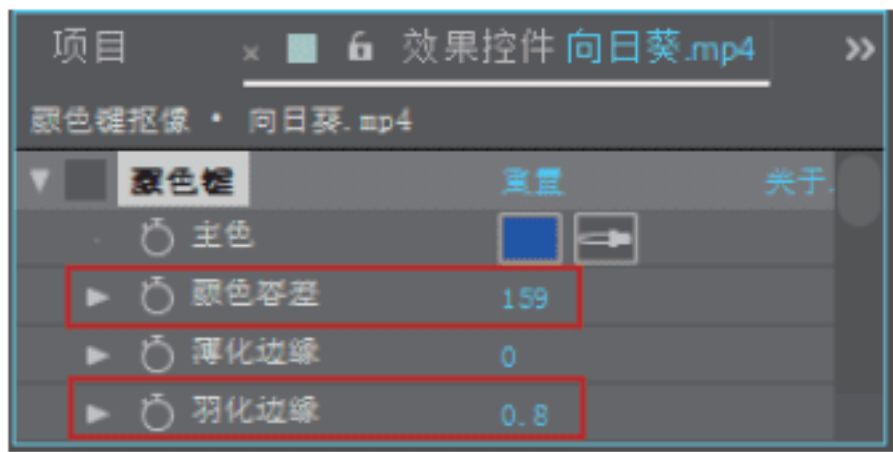 项目 × 效果控件 向日葵.mp4 »
颜色键抠像 • 向日葵.mp4
颜色键 重置 关于.
主色
颜色容差 159
薄化边缘 0
羽化边缘 0.8